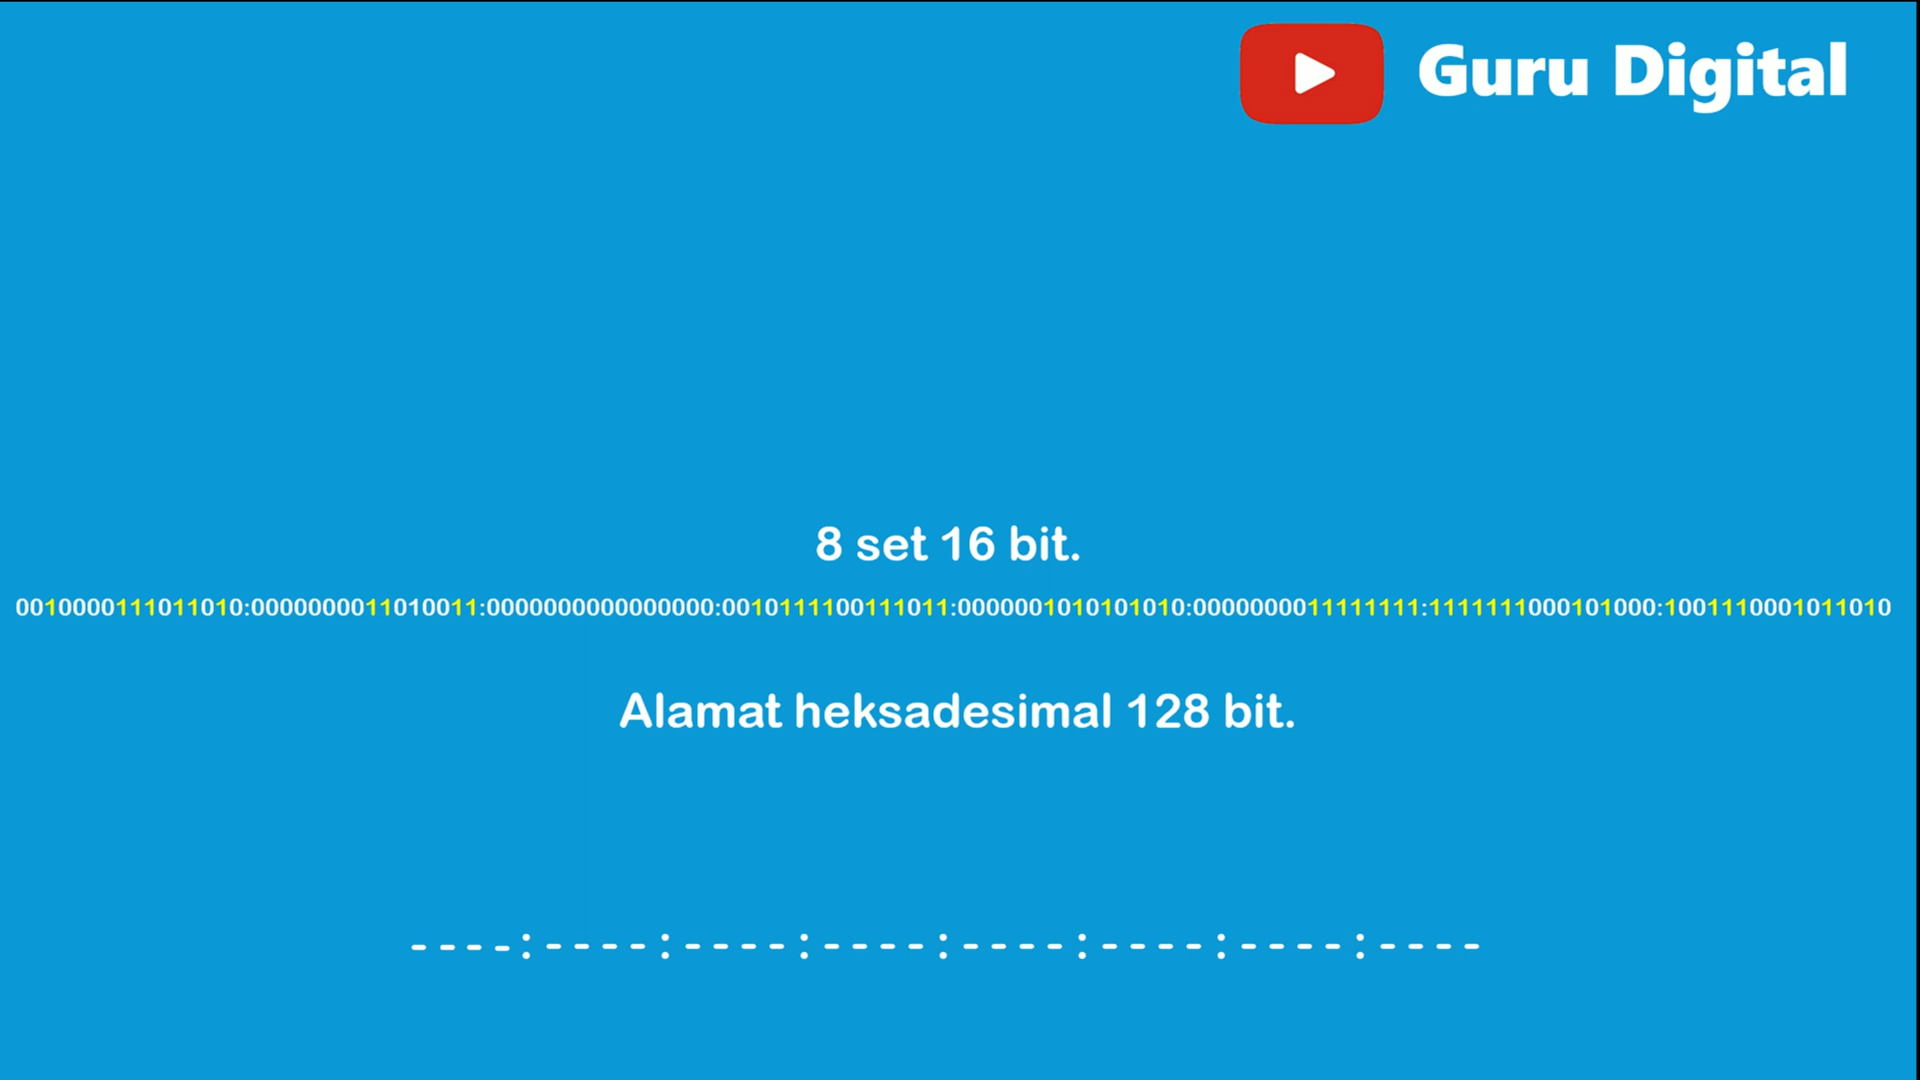 Guru Digital
8 set 16 bit.
0010000111011010:0000000011010011:0000000000000000:0010111100111011:0000001010101010:0000000011111111:1111111000101000:1001110001011010
Alamat heksadesimal 128 bit.
----:----:----:----:----:----:----:----